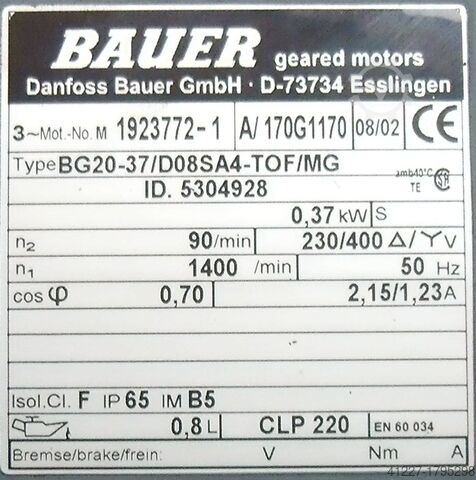 BAUER geared motors
Danfoss Bauer GmbH · D-73734 Esslingen
3~Mot.-No. M 1923772-1 A/ 170G1170 08/02 CE
Type BG20-37/D08SA4-TOF/MG amb40°C
ID. 5304928 TE SA
0,37 kW S
n2 90/min 230/400 Δ/Y V
n1 1400 /min 50 Hz
cos φ 0,70 2,15/1,23 A
Isol.Cl. F IP 65 IM B5
0,8 L CLP 220 EN 60 034
Bremse/brake/frein: V Nm A
41227-1795298